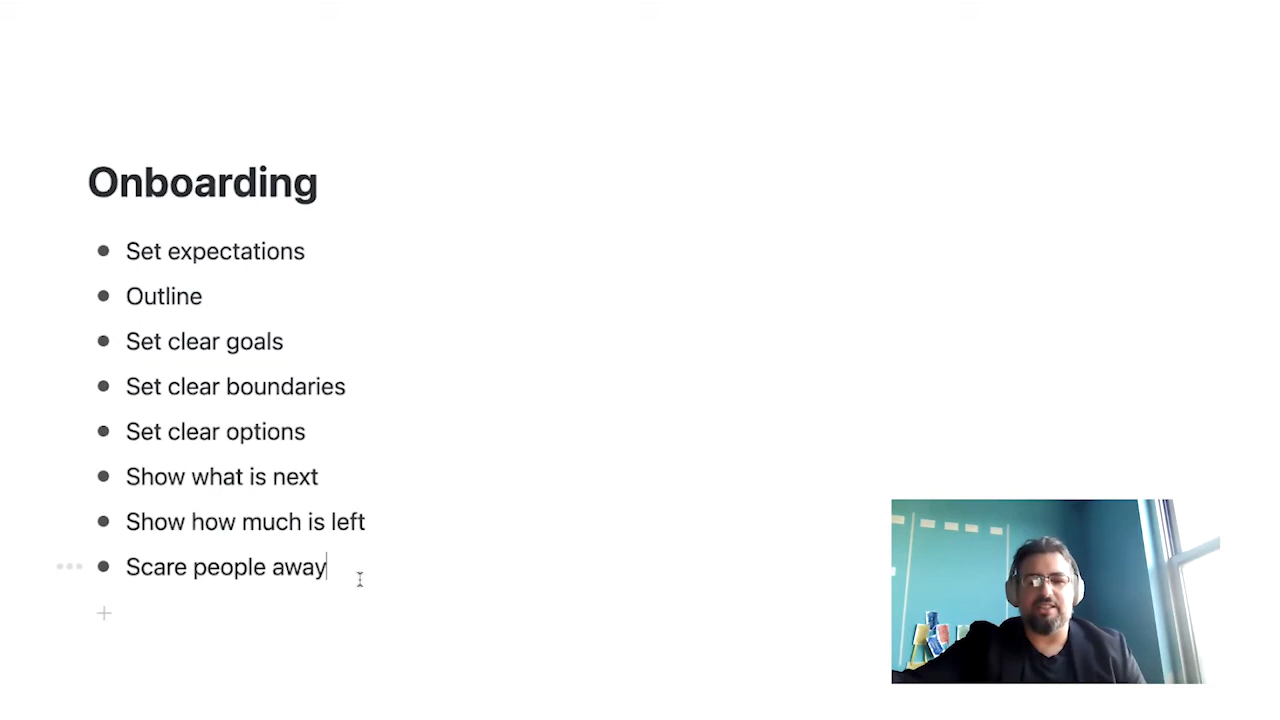 Onboarding
Set expectations
Outline
Set clear goals
Set clear boundaries
Set clear options
Show what is next
Show how much is left
Scare people away